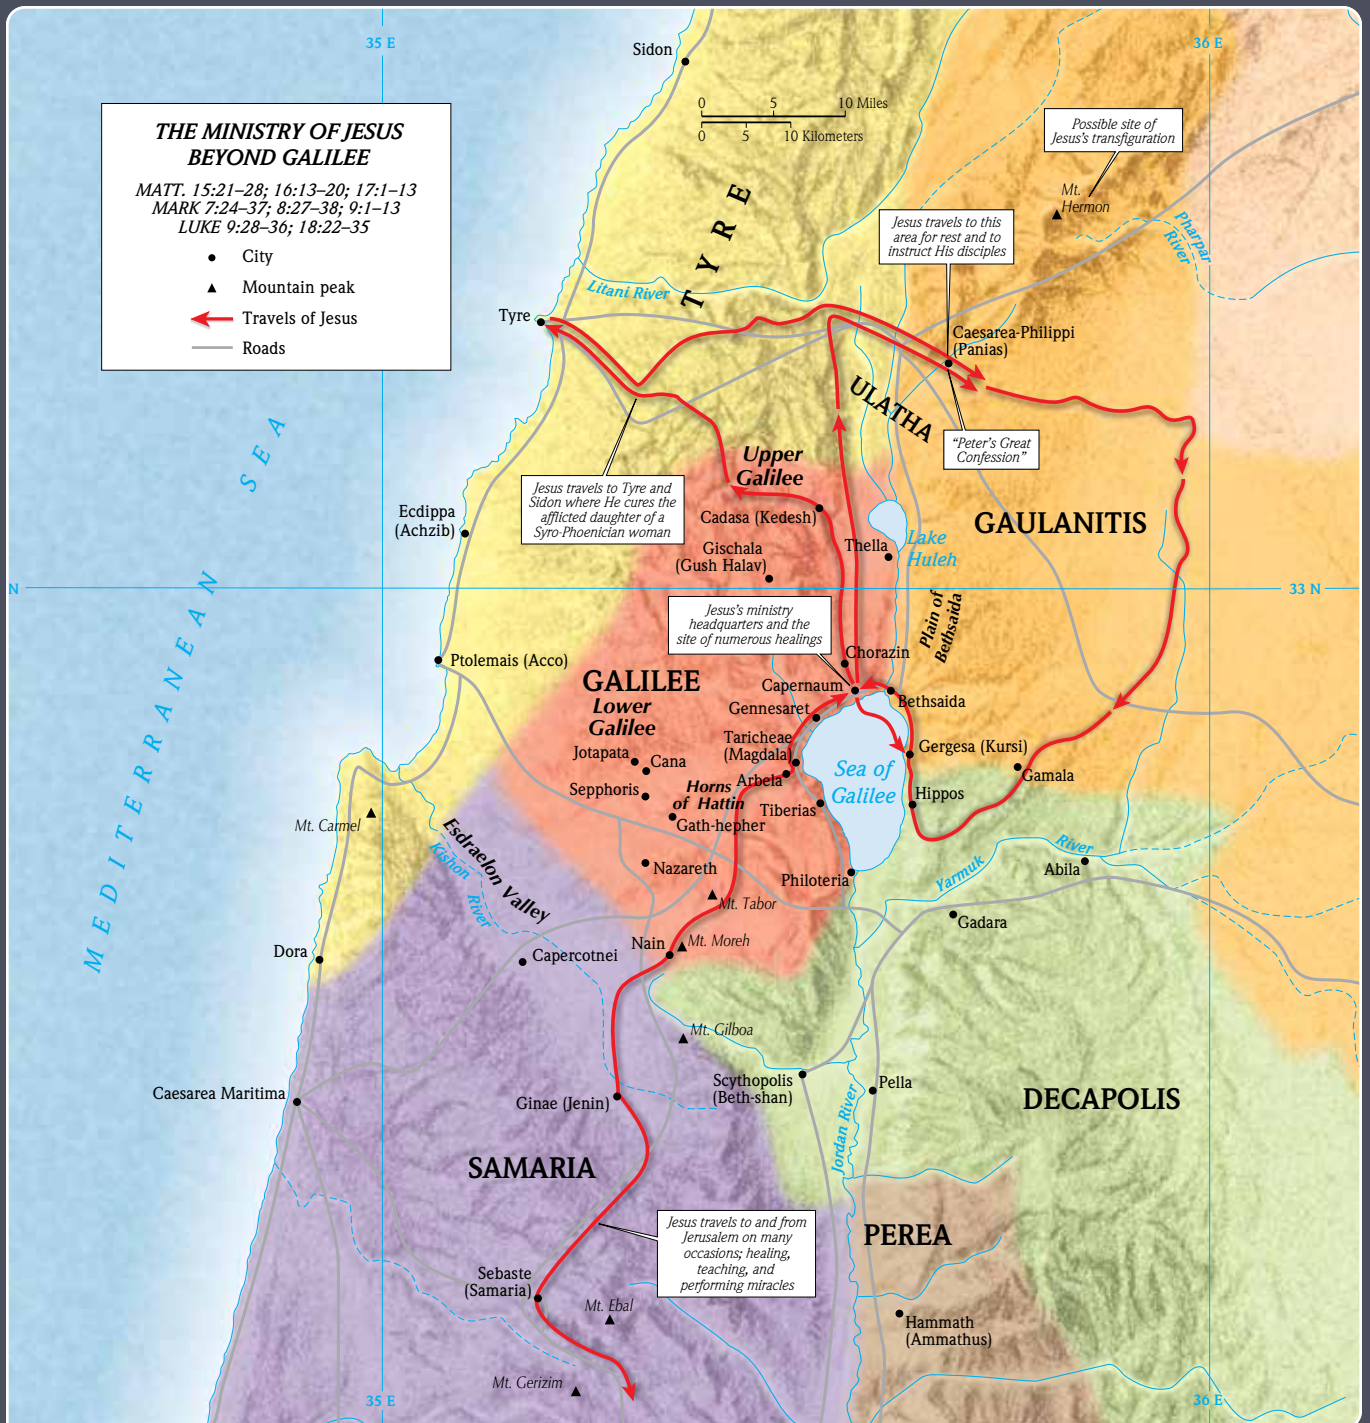 35 E
36 E
Sidon
THE MINISTRY OF JESUS
BEYOND GALILEE
MATT. 15:21–28; 16:13–20; 17:1–13
MARK 7:24–37; 8:27–38; 9:1–13
LUKE 9:28–36; 18:22–35
City
Mountain peak
Travels of Jesus
Roads
0 5 10 Miles
0 5 10 Kilometers
Possible site of
Jesus's transfiguration
Mt.
Hermon
Pharpar
River
Jesus travels to this
area for rest and to
instruct His disciples
TYRE
Litani River
Tyre
Caesarea-Philippi
(Panias)
ULATHA
"Peter's Great
Confession"
MEDITERRANEAN SEA
Upper
Galilee
Jesus travels to Tyre and
Sidon where He cures the
afflicted daughter of a
Syro-Phoenician woman
Ecdippa
(Achzib)
Cadasa (Kedesh)
GAULANITIS
Gischala
(Gush Halav)
Thella
Lake
Huleh
N
33 N
Jesus's ministry
headquarters and the
site of numerous healings
Plain of
Bethsaida
Ptolemais (Acco)
Chorazin
GALILEE
Lower
Galilee
Capernaum
Bethsaida
Gennesaret
Taricheae
(Magdala)
Gergesa (Kursi)
Jotapata
Cana
Arbela
Sea of
Galilee
Gamala
Sepphoris
Horns
of Hattin
Tiberias
Hippos
Gath-hepher
Mt. Carmel
Esdraelon Valley
Kishon
River
Nazareth
Philoteria
Yarmuk
River
Abila
Mt. Tabor
Gadara
Dora
Capercotnei
Nain
Mt. Moreh
Mt. Gilboa
Caesarea Maritima
Ginae (Jenin)
Scythopolis
(Beth-shan)
Pella
DECAPOLIS
Jordan River
SAMARIA
Jesus travels to and from
Jerusalem on many
occasions; healing,
teaching, and
performing miracles
PEREA
Sebaste
(Samaria)
Mt. Ebal
Hammath
(Ammathus)
Mt. Gerizim
35 E
36 E